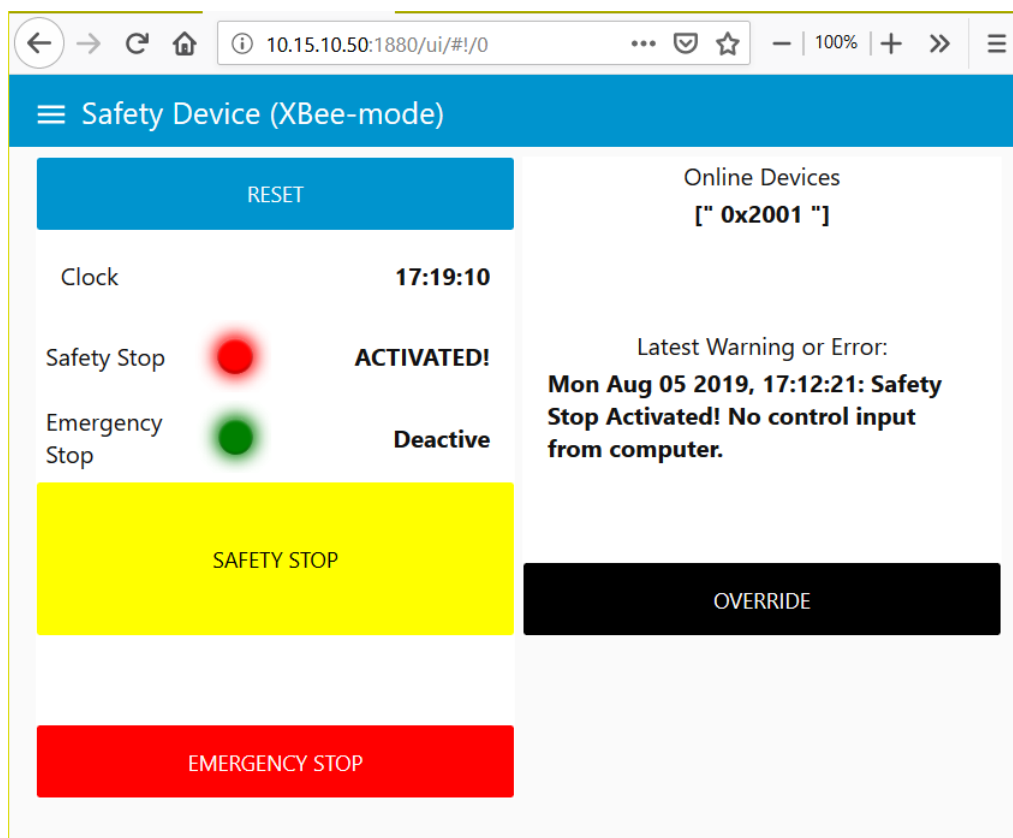 10.15.10.50:1880/ui/#!/0
100%
Safety Device (XBee-mode)
RESET
Clock
17:19:10
Safety Stop
ACTIVATED!
Emergency
Stop
Deactive
SAFETY STOP
EMERGENCY STOP
Online Devices
[" 0x2001 "]
Latest Warning or Error:
Mon Aug 05 2019, 17:12:21: Safety
Stop Activated! No control input
from computer.
OVERRIDE